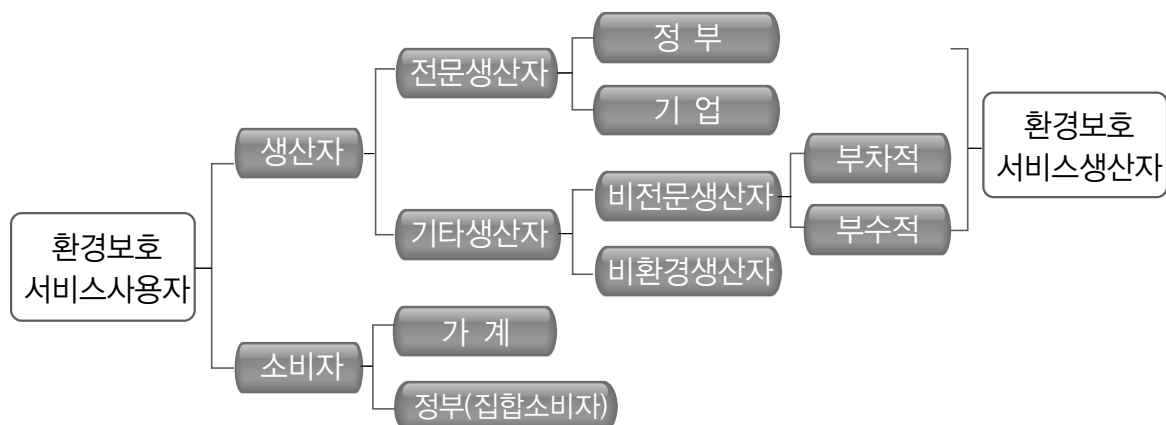 환경보호
서비스사용자
생산자
소비자
전문생산자
기타생산자
가 계
정부(집합소비자)
정 부
기 업
비전문생산자
비환경생산자
부차적
부수적
환경보호
서비스생산자